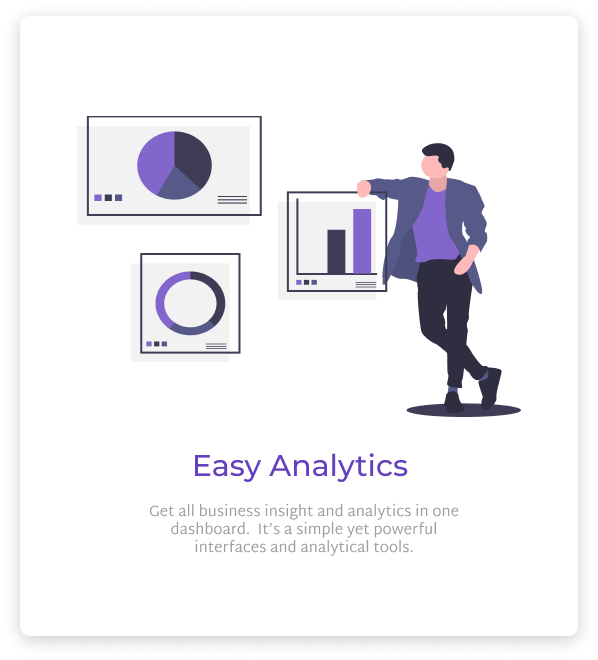 Easy Analytics
Get all business insight and analytics in one
dashboard.  It’s a simple yet powerful
interfaces and analytical tools.